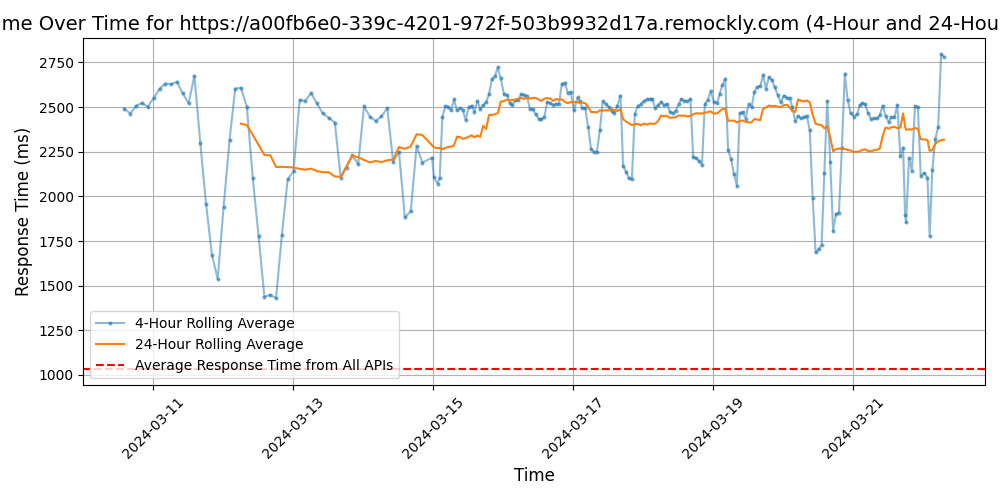 me Over Time for https://a00fb6e0-339c-4201-972f-503b9932d17a.remockly.com (4-Hour and 24-Hou
Response Time (ms)
2750
2500
2250
2000
1750
1500
1250
1000
4-Hour Rolling Average
24-Hour Rolling Average
Average Response Time from All APIs
2024-03-11
2024-03-13
2024-03-15
2024-03-17
2024-03-19
2024-03-21
Time